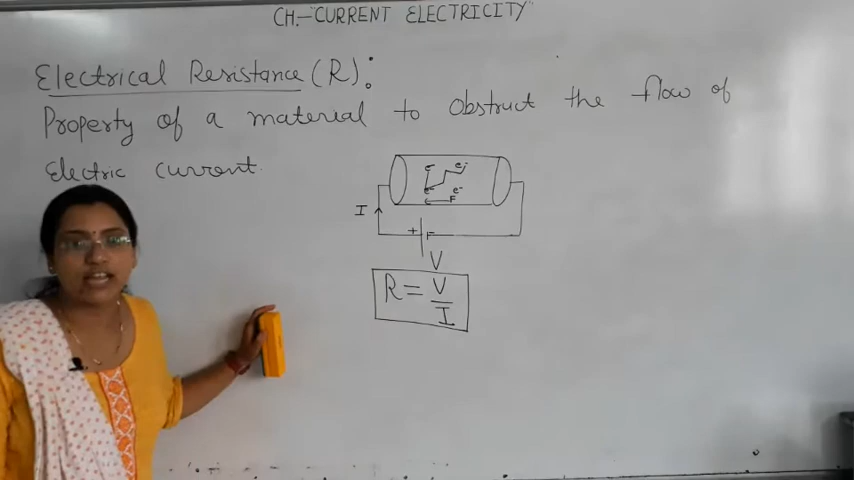 CH.-"CURRENT ELECTRICITY"
Electrical Resistance (R):
Property of a material to obstruct the flow of
Electric current.
e- e-
e- e-
F
I
+ -
V
R = V
I